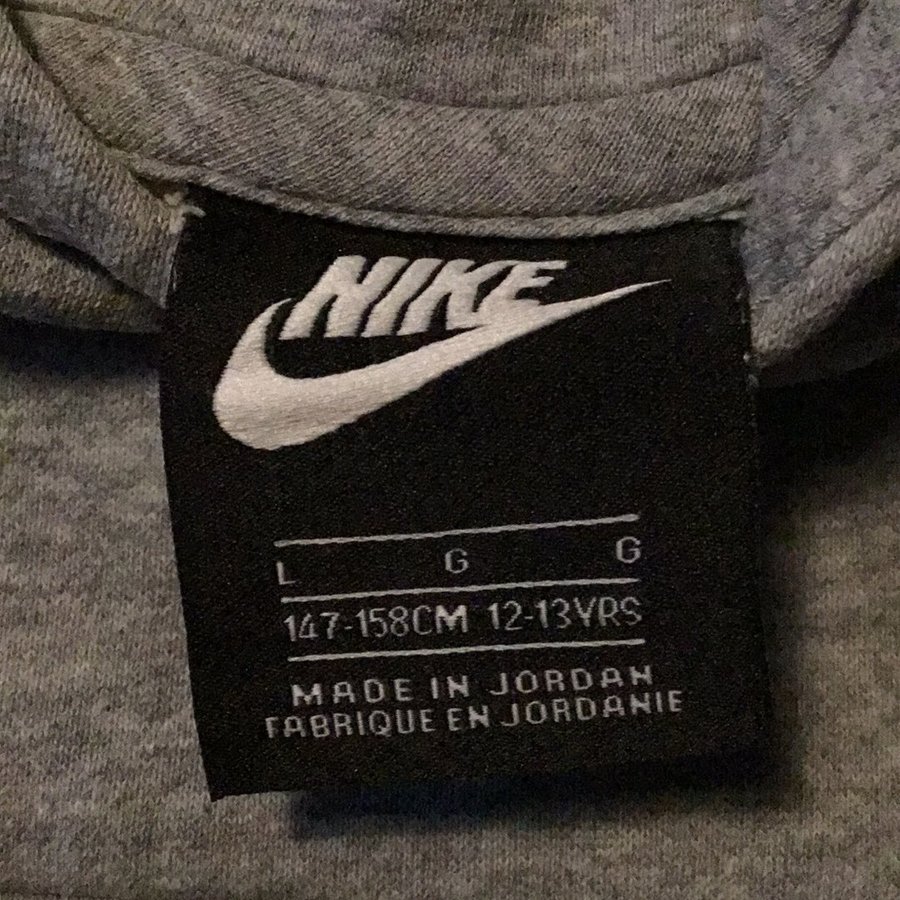 NIKE
L G G
147-158CM 12-13YRS
MADE IN JORDAN
FABRIQUE EN JORDANIE